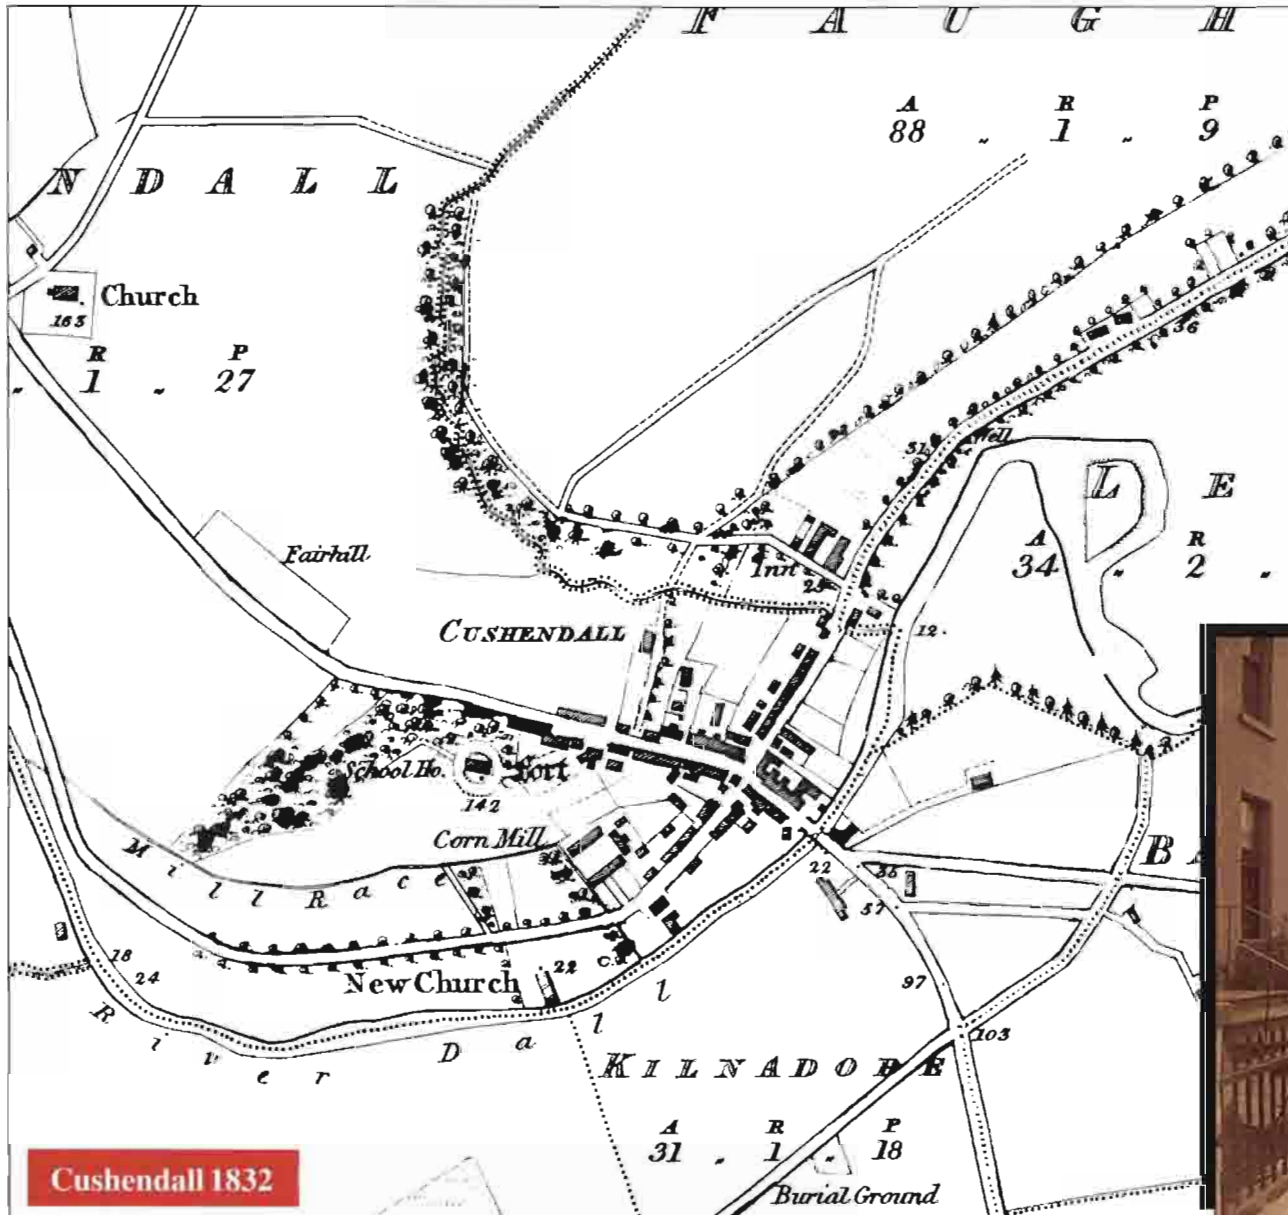 F A U G H
A R P
88 „ 1 „ 9
N D A L L
Church
163
R P
„ 1 „ 27
36
31
Well
L E
A R
34 „ 2 „
Fairhill
Inn
25
CUSHENDALL
12.
School Ho.
Fort
142
Corn Mill
Mill Race
22
35
57
B
18
24
New Church
22
97
River Dall
103
KILNADORE
A R P
31 „ 1 „ 18
Burial Ground
Cushendall 1832